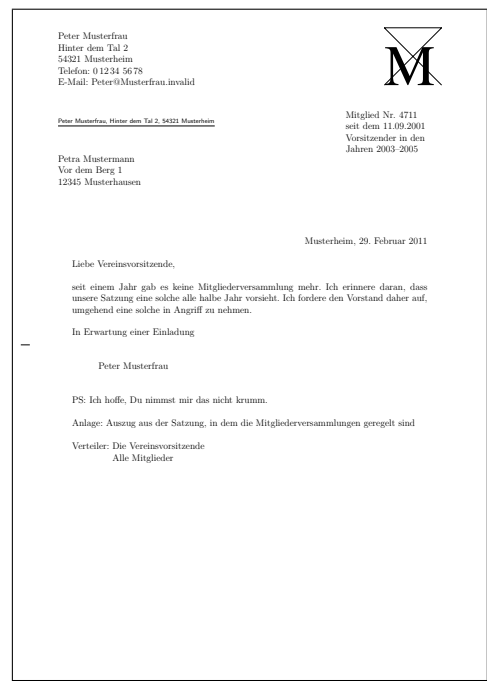 Peter Musterfrau
Hinter dem Tal 2
54321 Musterheim
Telefon: 0 12 34 56 78
E-Mail: Peter@Musterfrau.invalid
M
Peter Musterfrau, Hinter dem Tal 2, 54321 Musterheim
Mitglied Nr. 4711
seit dem 11.09.2001
Vorsitzender in den
Jahren 2003–2005
Petra Mustermann
Vor dem Berg 1
12345 Musterhausen
Musterheim, 29. Februar 2011
Liebe Vereinsvorsitzende,
seit einem Jahr gab es keine Mitgliederversammlung mehr. Ich erinnere daran, dass
unsere Satzung eine solche alle halbe Jahr vorsieht. Ich fordere den Vorstand daher auf,
umgehend eine solche in Angriff zu nehmen.
In Erwartung einer Einladung
Peter Musterfrau
PS: Ich hoffe, Du nimmst mir das nicht krumm.
Anlage: Auszug aus der Satzung, in dem die Mitgliederversammlungen geregelt sind
Verteiler: Die Vereinsvorsitzende
Alle Mitglieder